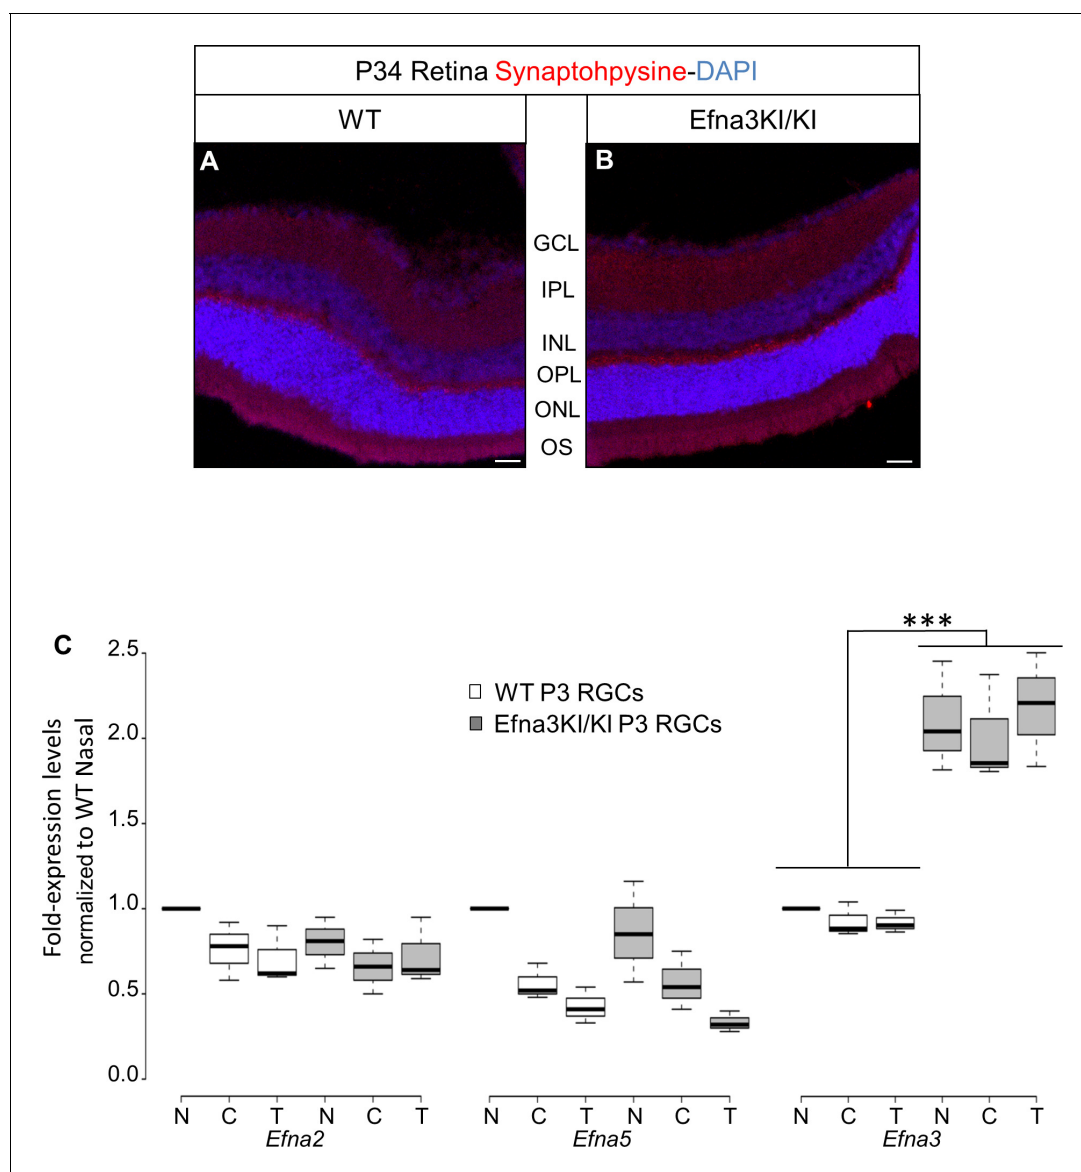 P34 Retina Synaptohpysine-DAPI
WT
Efna3KI/KI
A
B
GCL
IPL
INL
OPL
ONL
OS
C
***
Fold-expression levels
normalized to WT Nasal
2.5
2.0
1.5
1.0
0.5
0.0
WT P3 RGCs
Efna3KI/KI P3 RGCs
N C T N C T
Efna2
N C T N C T
Efna5
N C T N C T
Efna3